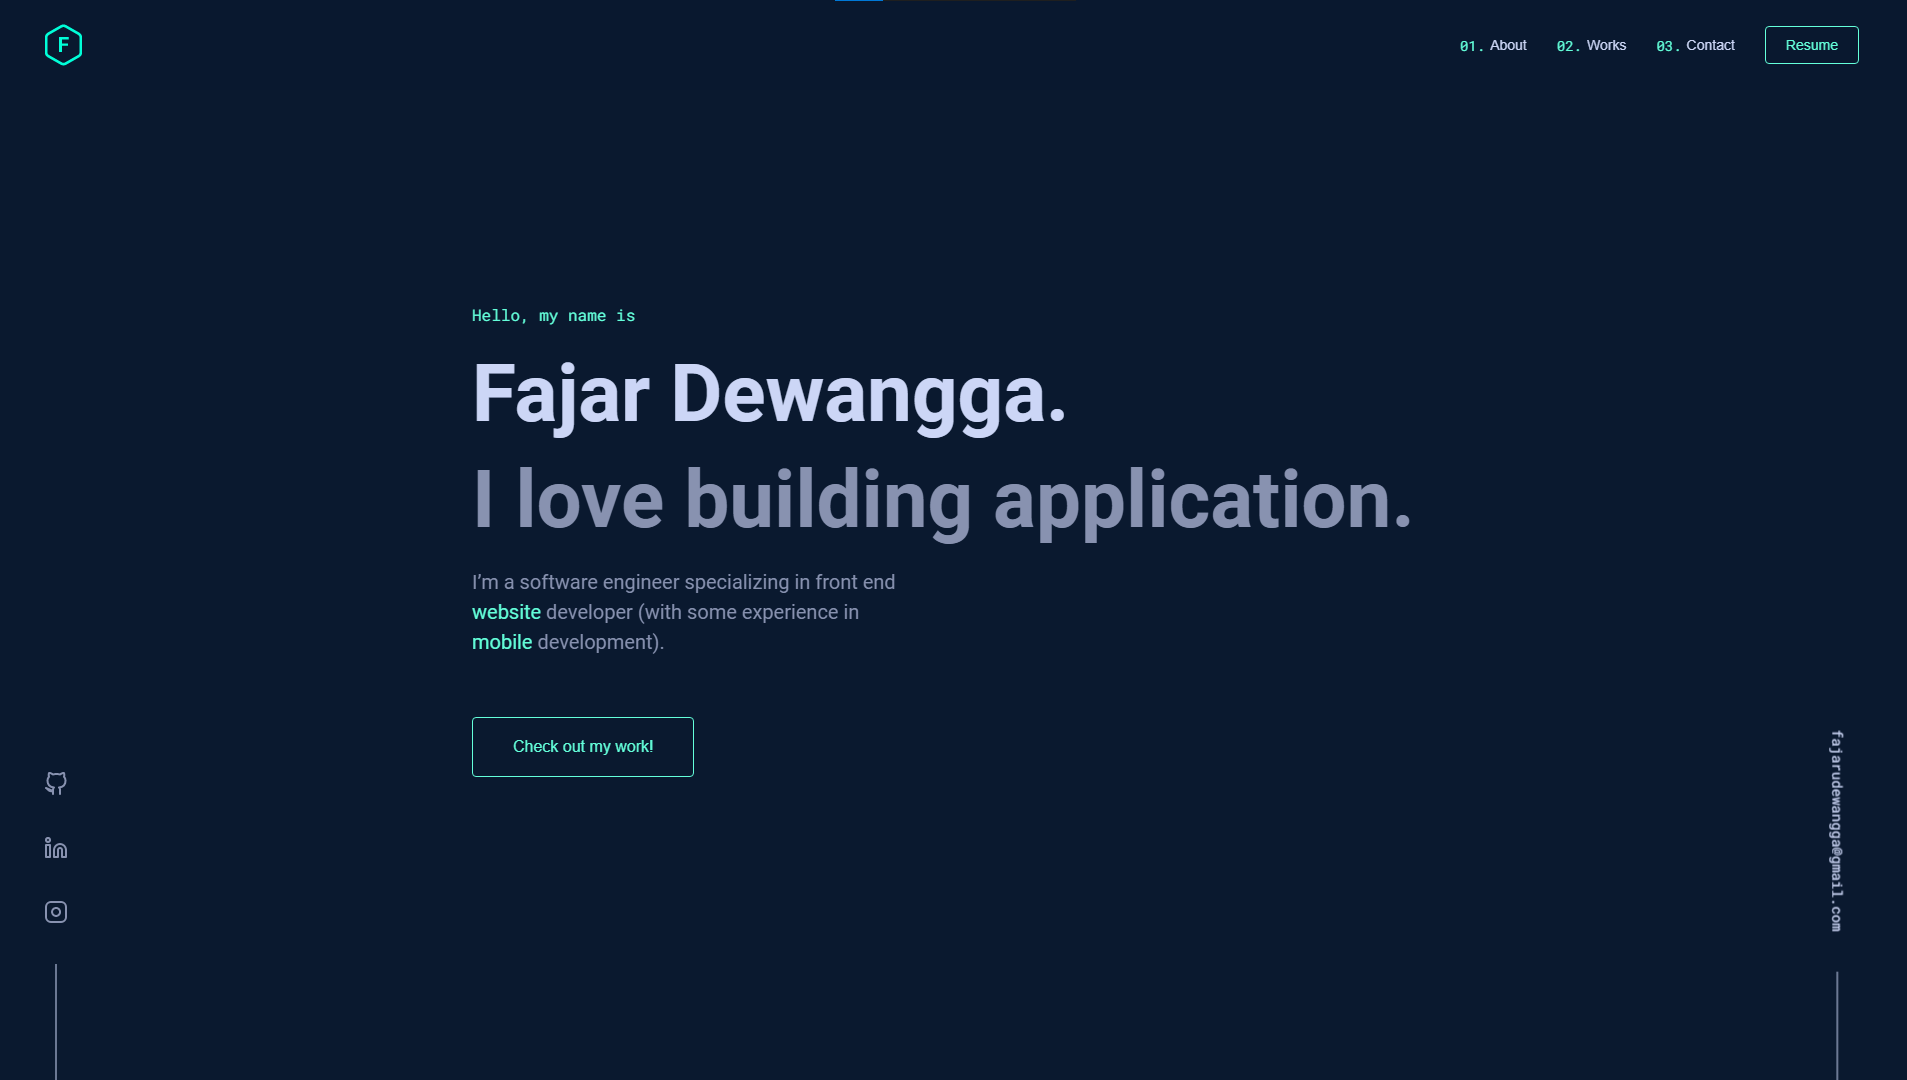 F
01. About 02. Works 03. Contact Resume
Hello, my name is
Fajar Dewangga.
I love building application.
I’m a software engineer specializing in front end
website developer (with some experience in
mobile development).
Check out my work!
in
fajarudewangga@gmail.com